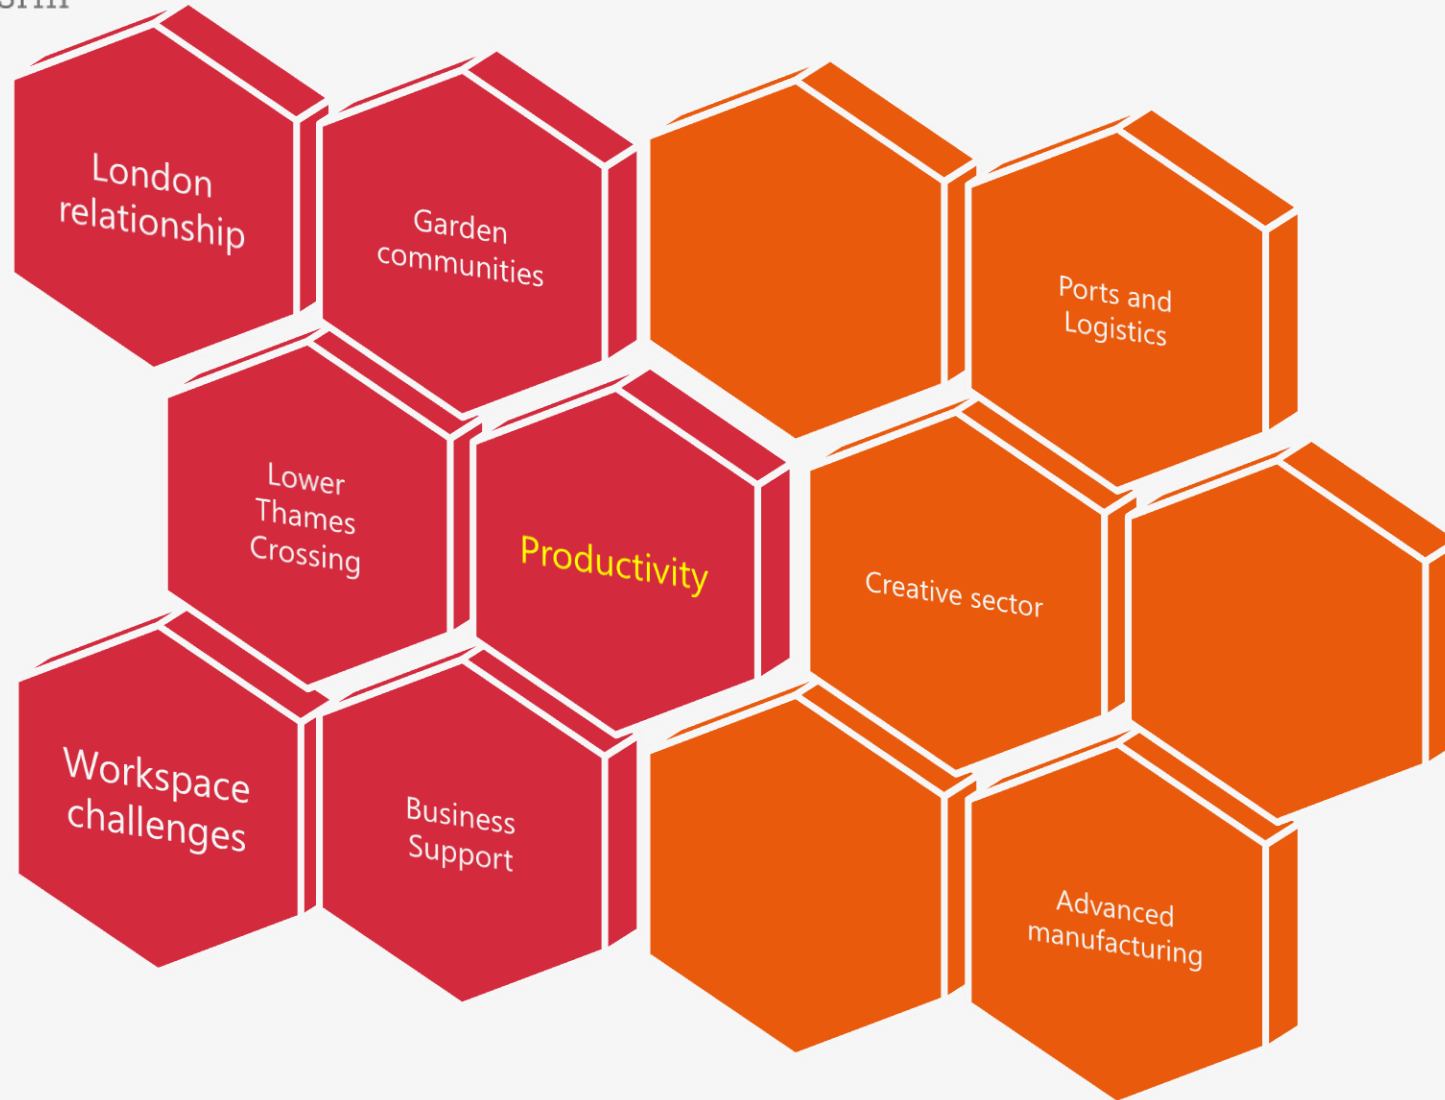 London
relationship
Garden
communities
Ports and
Logistics
Lower
Thames
Crossing
Productivity
Creative sector
Workspace
challenges
Business
Support
Advanced
manufacturing